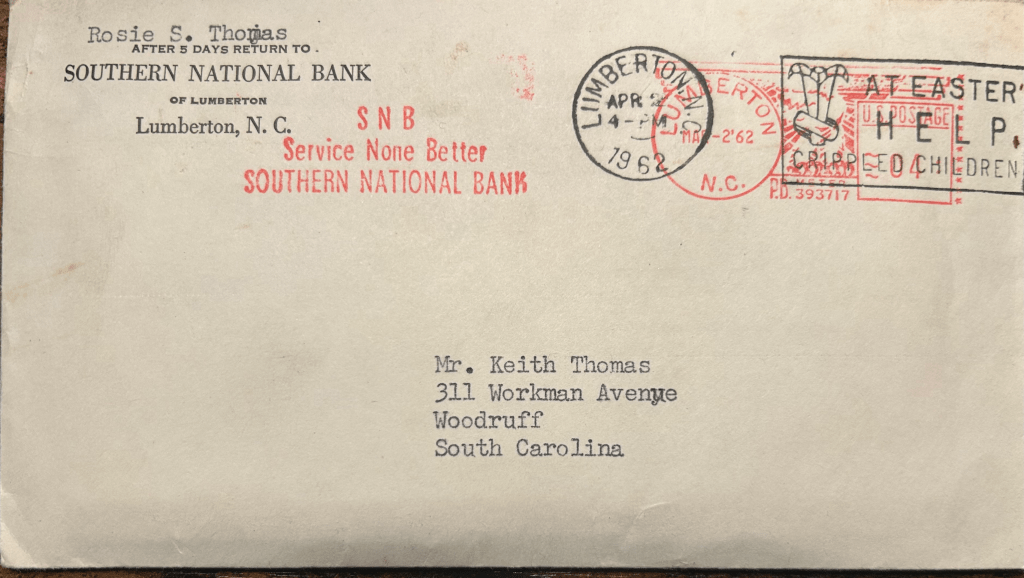 Rosie S. Thomas
AFTER 5 DAYS RETURN TO
SOUTHERN NATIONAL BANK
OF LUMBERTON
Lumberton, N. C.
S N B
Service None Better
SOUTHERN NATIONAL BANK
LUMBERTON, N.C.
APR 2
4-PM
1962
LUMBERTON
MAR-2'62
N.C.
U.S. POSTAGE
04
P.B. METER
P.B. 393717
AT EASTER
HELP.
CRIPPLED CHILDREN
Mr. Keith Thomas
311 Workman Avenue
Woodruff
South Carolina